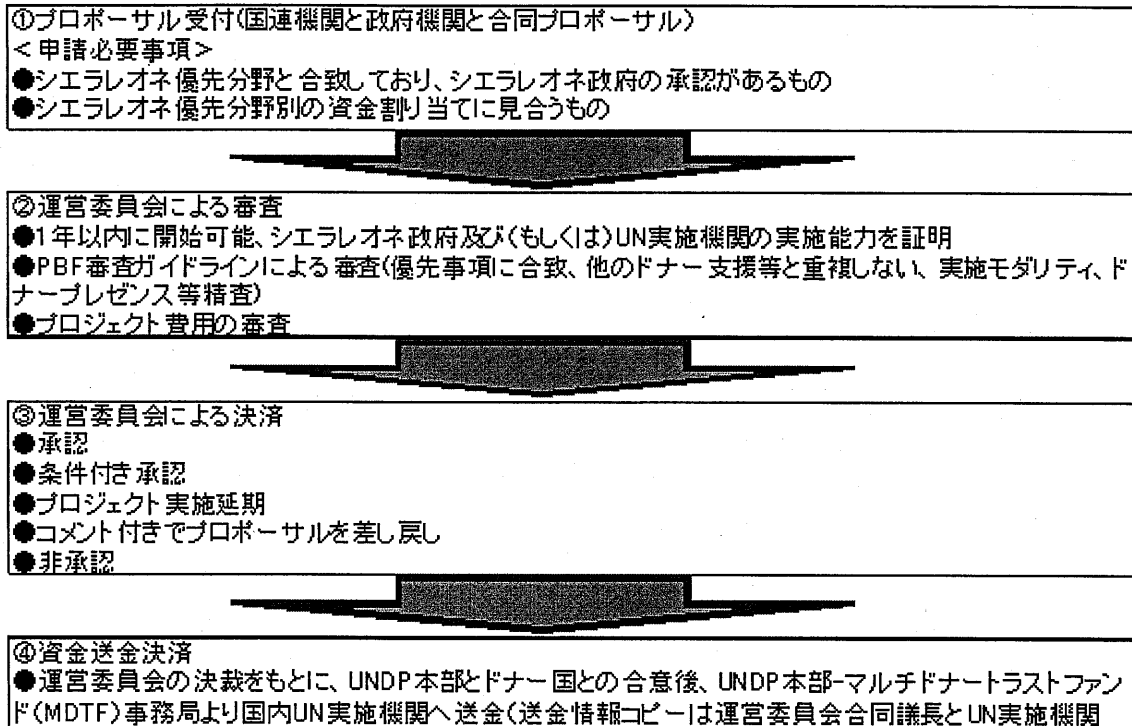 ①プロポーサル受付(国連機関と政府機関と合同プロポーサル)
<申請必要事項>
●シエラレオネ優先分野と合致しており、シエラレオネ政府の承認があるもの
●シエラレオネ優先分野別の資金割り当てに見合うもの
②運営委員会による審査
●1年以内に開始可能、シエラレオネ政府及び(もしくは)UN実施機関の実施能力を証明
●PBF審査ガイドラインによる審査(優先事項に合致、他のドナー支援等と重複しない、実施モダリティ、ド
ナープレゼンス等精査)
●プロジェクト費用の審査
③運営委員会による決済
●承認
●条件付き承認
●プロジェクト実施延期
●コメント付きでプロポーサルを差し戻し
●非承認
④資金送金決済
●運営委員会の決裁をもとに、UNDP本部とドナー国との合意後、UNDP本部-マルチドナートラストファン
ド(MDTF)事務局より国内UN実施機関へ送金(送金情報コピーは運営委員会合同議長とUN実施機関